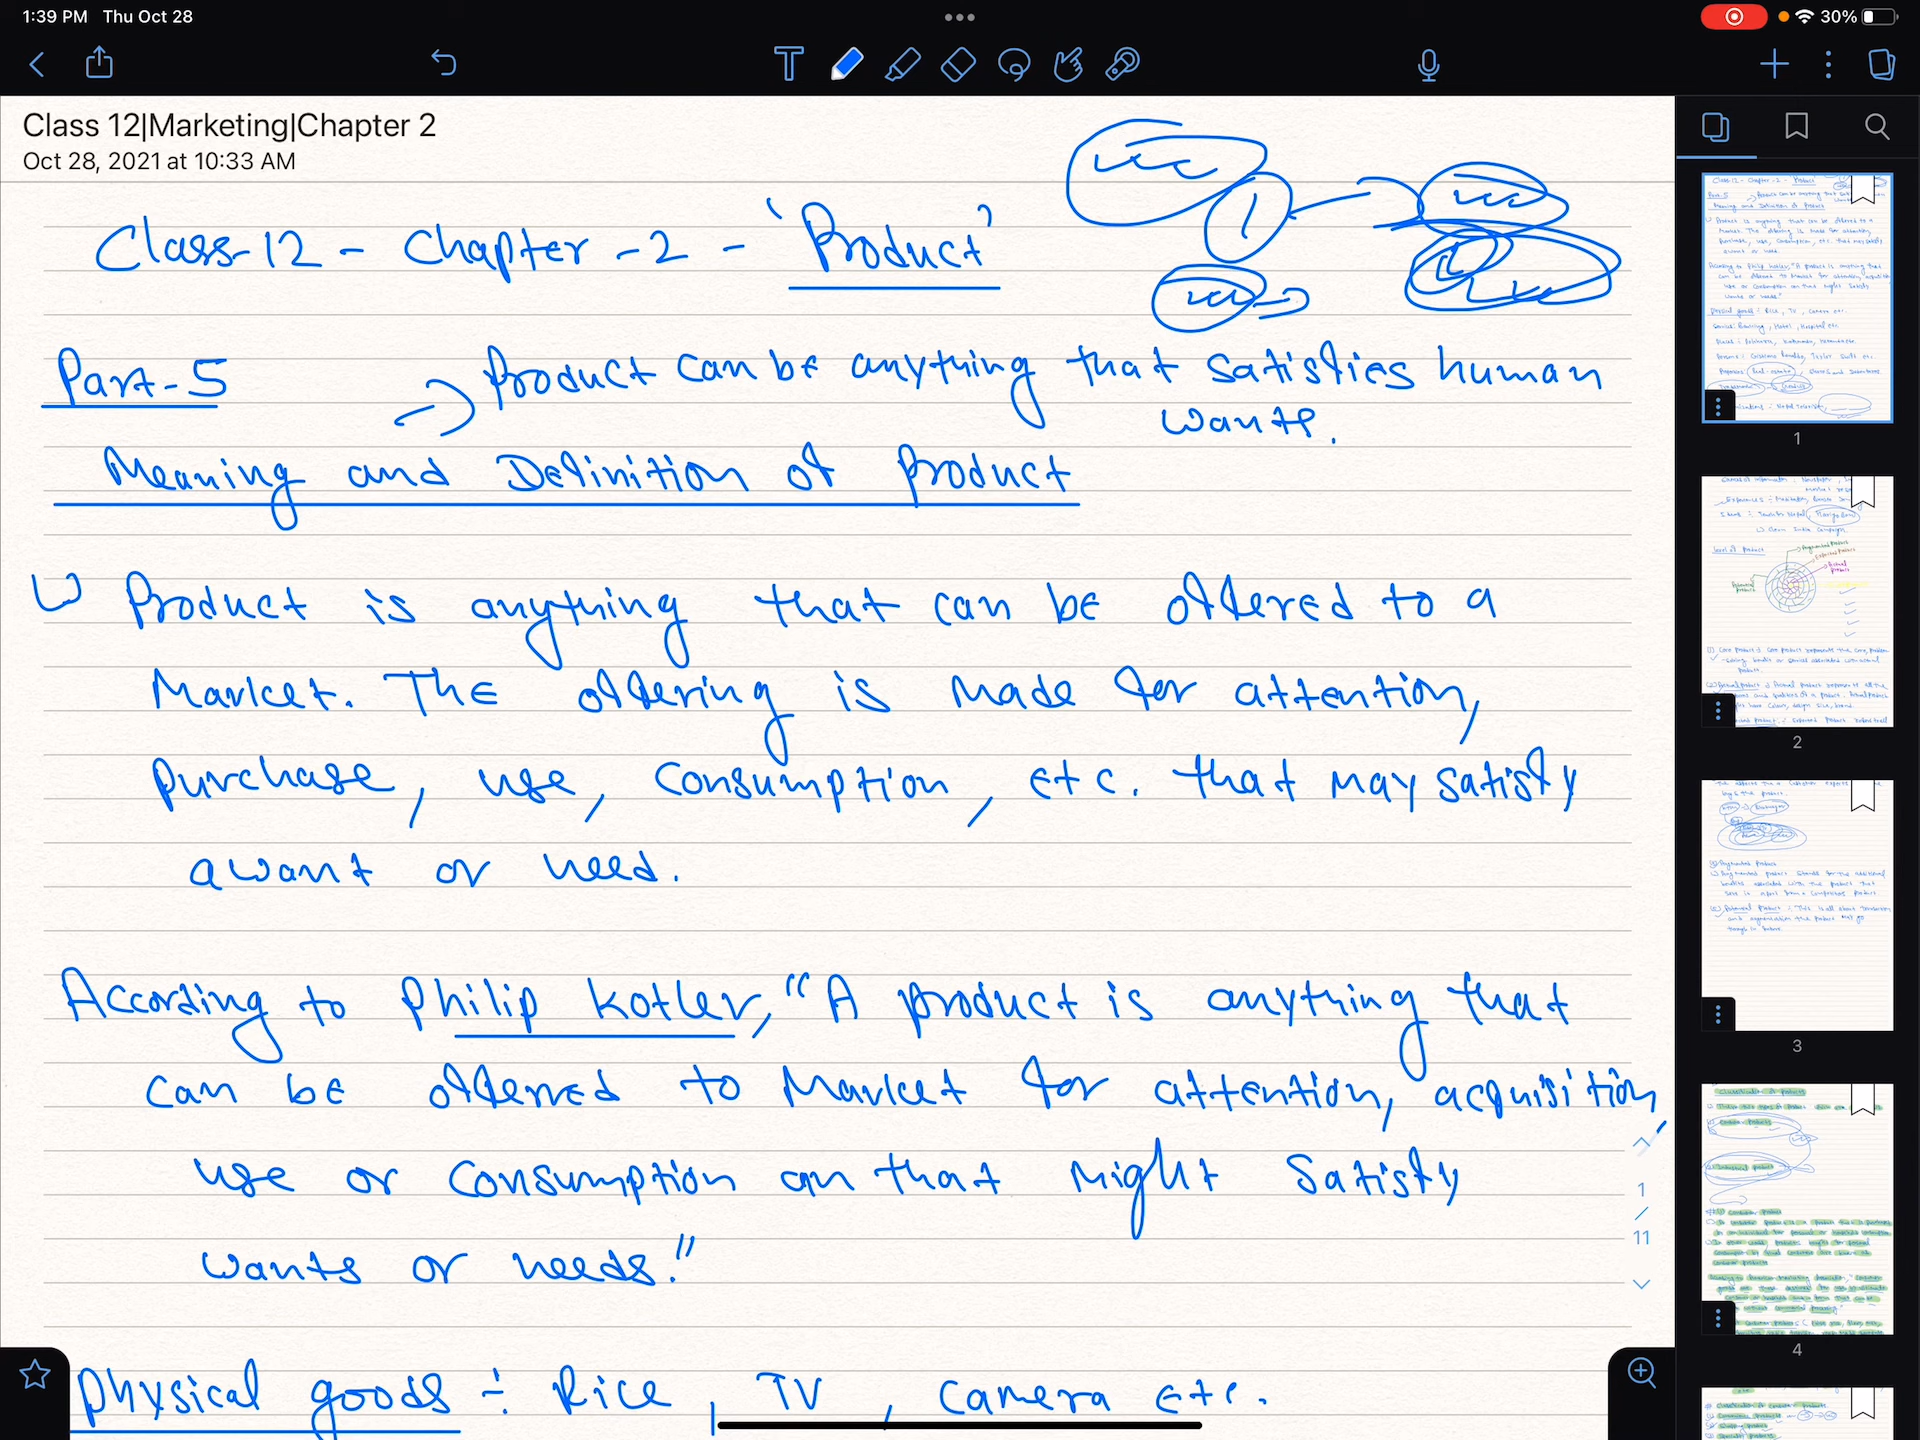 1:39 PM Thu Oct 28
30%
Class 12|Marketing|Chapter 2
Oct 28, 2021 at 10:33 AM
Class-12 - Chapter -2 - 'Product'
Part-5
→ Product can be anything that satisfies human
wants.
Meaning and Definition of Product
Product is anything that can be offered to a
Market. The offering is made for attention,
purchase, use, consumption, etc. that may satisfy
a want or need.
According to Philip Kotler, "A product is anything that
can be offerred to Market for attention, acquisition,
use or consumption an that might satisfy
wants or needs."
Physical goods ÷ Rice, TV, Camera etc.
1
/
11
1
2
3
4